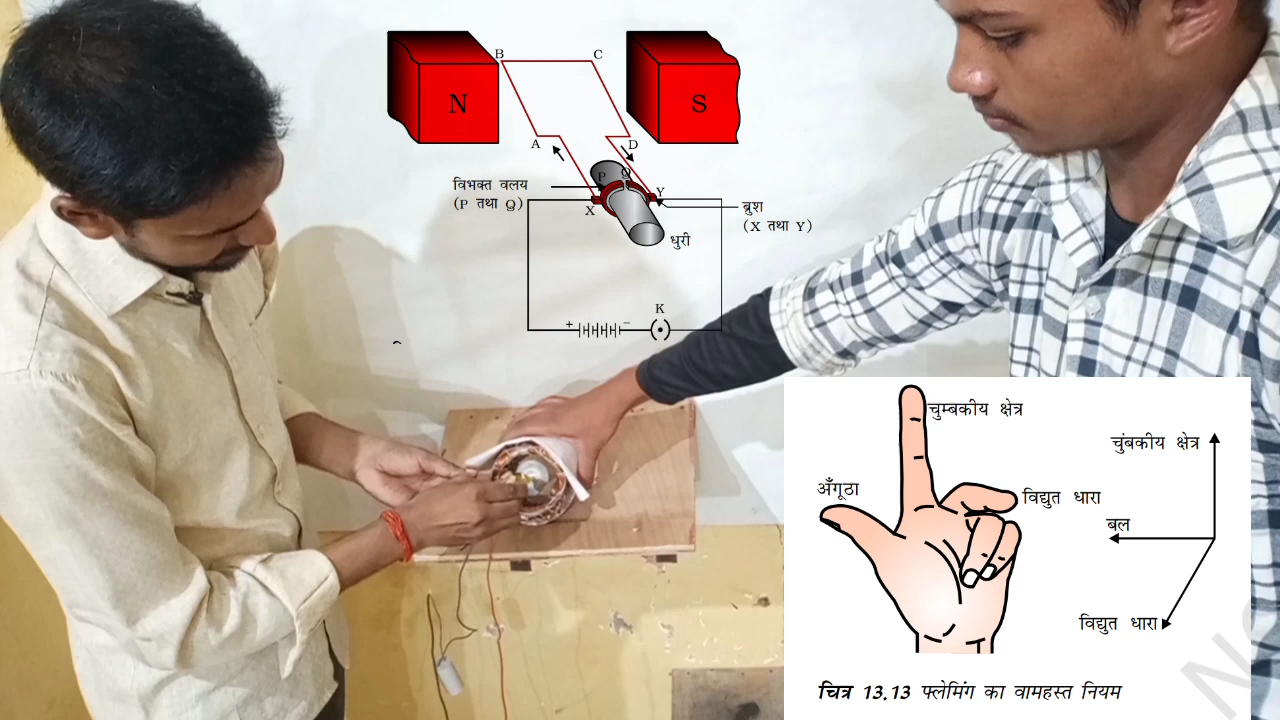 B
C
N
S
A
D
P
Q
विभक्त वलय
(P तथा Q)
X
Y
ब्रुश
(X तथा Y)
धुरी
K
+
−
चुम्बकीय क्षेत्र
चुंबकीय क्षेत्र
अँगूठा
विद्युत धारा
बल
विद्युत धारा
चित्र 13.13 फ्लेमिंग का वामहस्त नियम